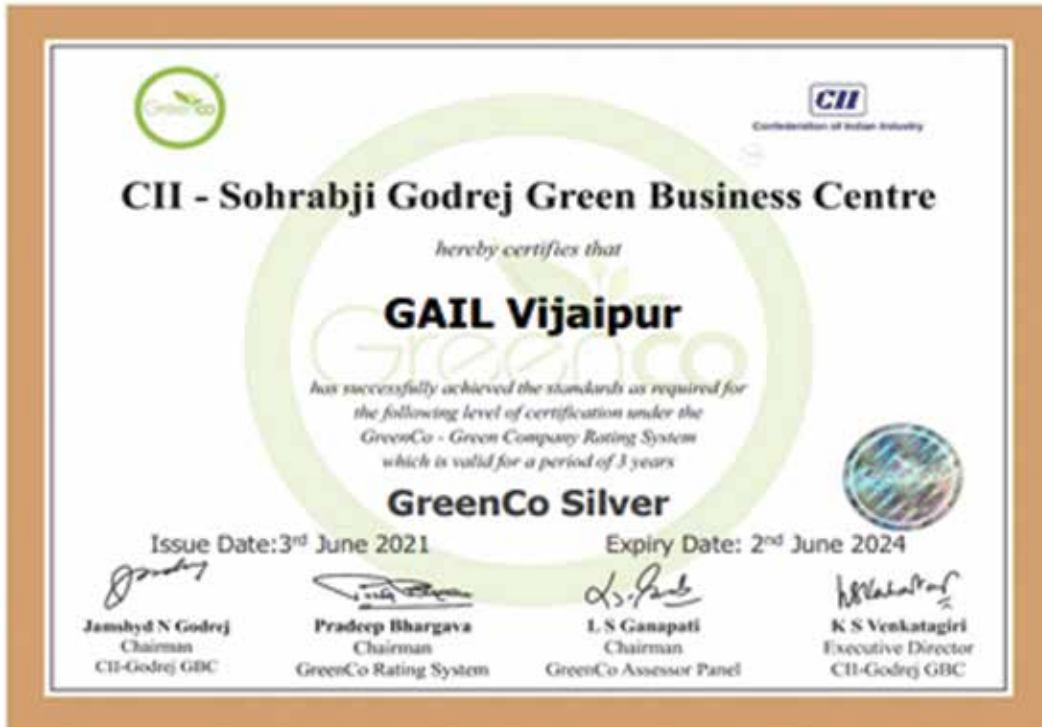 GreenCo
CII
Confederation of Indian Industry
CII - Sohrabji Godrej Green Business Centre
hereby certifies that
GAIL Vijaipur
GreenCo
has successfully achieved the standards as required for
the following level of certification under the
GreenCo - Green Company Rating System
which is valid for a period of 3 years
GreenCo Silver
Issue Date:3rd June 2021 Expiry Date: 2nd June 2024
Jamshyd N Godrej Pradeep Bhargava L S Ganapati K S Venkatagiri
Chairman Chairman Chairman Executive Director
CII-Godrej GBC GreenCo Rating System GreenCo Assessor Panel CII-Godrej GBC